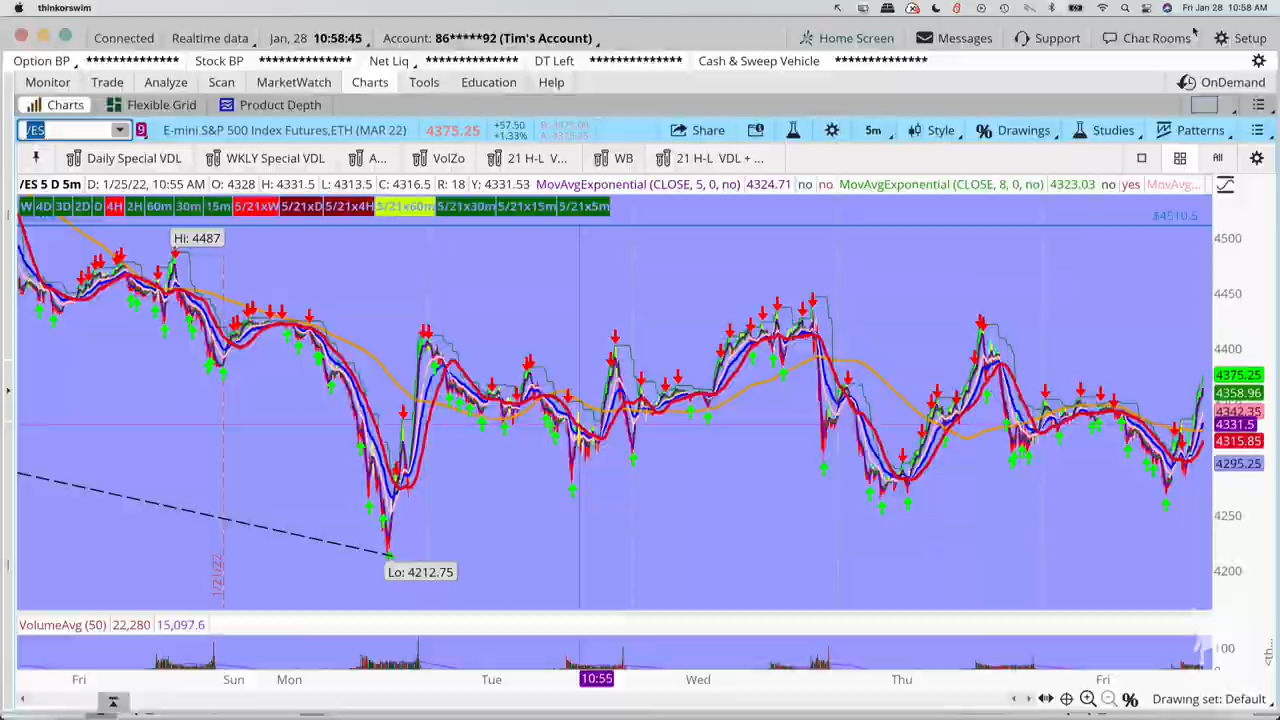 thinkorswim
Fri Jan 28 10:58 AM
Connected Realtime data Jan, 28 10:58:45 Account: 86*****92 (Tim's Account) Home Screen Messages Support Chat Rooms Setup
Option BP ************** Stock BP ************** Net Liq ************** DT Left ************** Cash & Sweep Vehicle **************
Monitor Trade Analyze Scan MarketWatch Charts Tools Education Help OnDemand
Charts Flexible Grid Product Depth
/ES 9 E-mini S&P 500 Index Futures,ETH (MAR 22) 4375.25 +57.50 +1.33% Share 5m Style Drawings Studies Patterns
Daily Special VDL WKLY Special VDL A... VolZo 21 H-L V... WB 21 H-L VDL + ... All
/ES 5 D 5m D: 1/25/22, 10:55 AM O: 4328 H: 4331.5 L: 4313.5 C: 4316.5 R: 18 Y: 4331.53 MovAvgExponential (CLOSE, 5, 0, no) 4324.71 no no MovAvgExponential (CLOSE, 8, 0, no) 4323.03 no yes MovAvg...
W 4D 3D 2D D 4H 2H 60m 30m 15m 5/21xW 5/21xD 5/21x4H 5/21x60m 5/21x30m 5/21x15m 5/21x5m
$4510.5
Hi: 4487
4500
4450
4400
4375.25
4358.96
4342.35
4331.5
4315.85
4295.25
4250
4200
Lo: 4212.75
VolumeAvg (50) 22,280 15,097.6
100
0
<th...
Fri Sun Mon Tue 10:55 Wed Thu Fri
Drawing set: Default